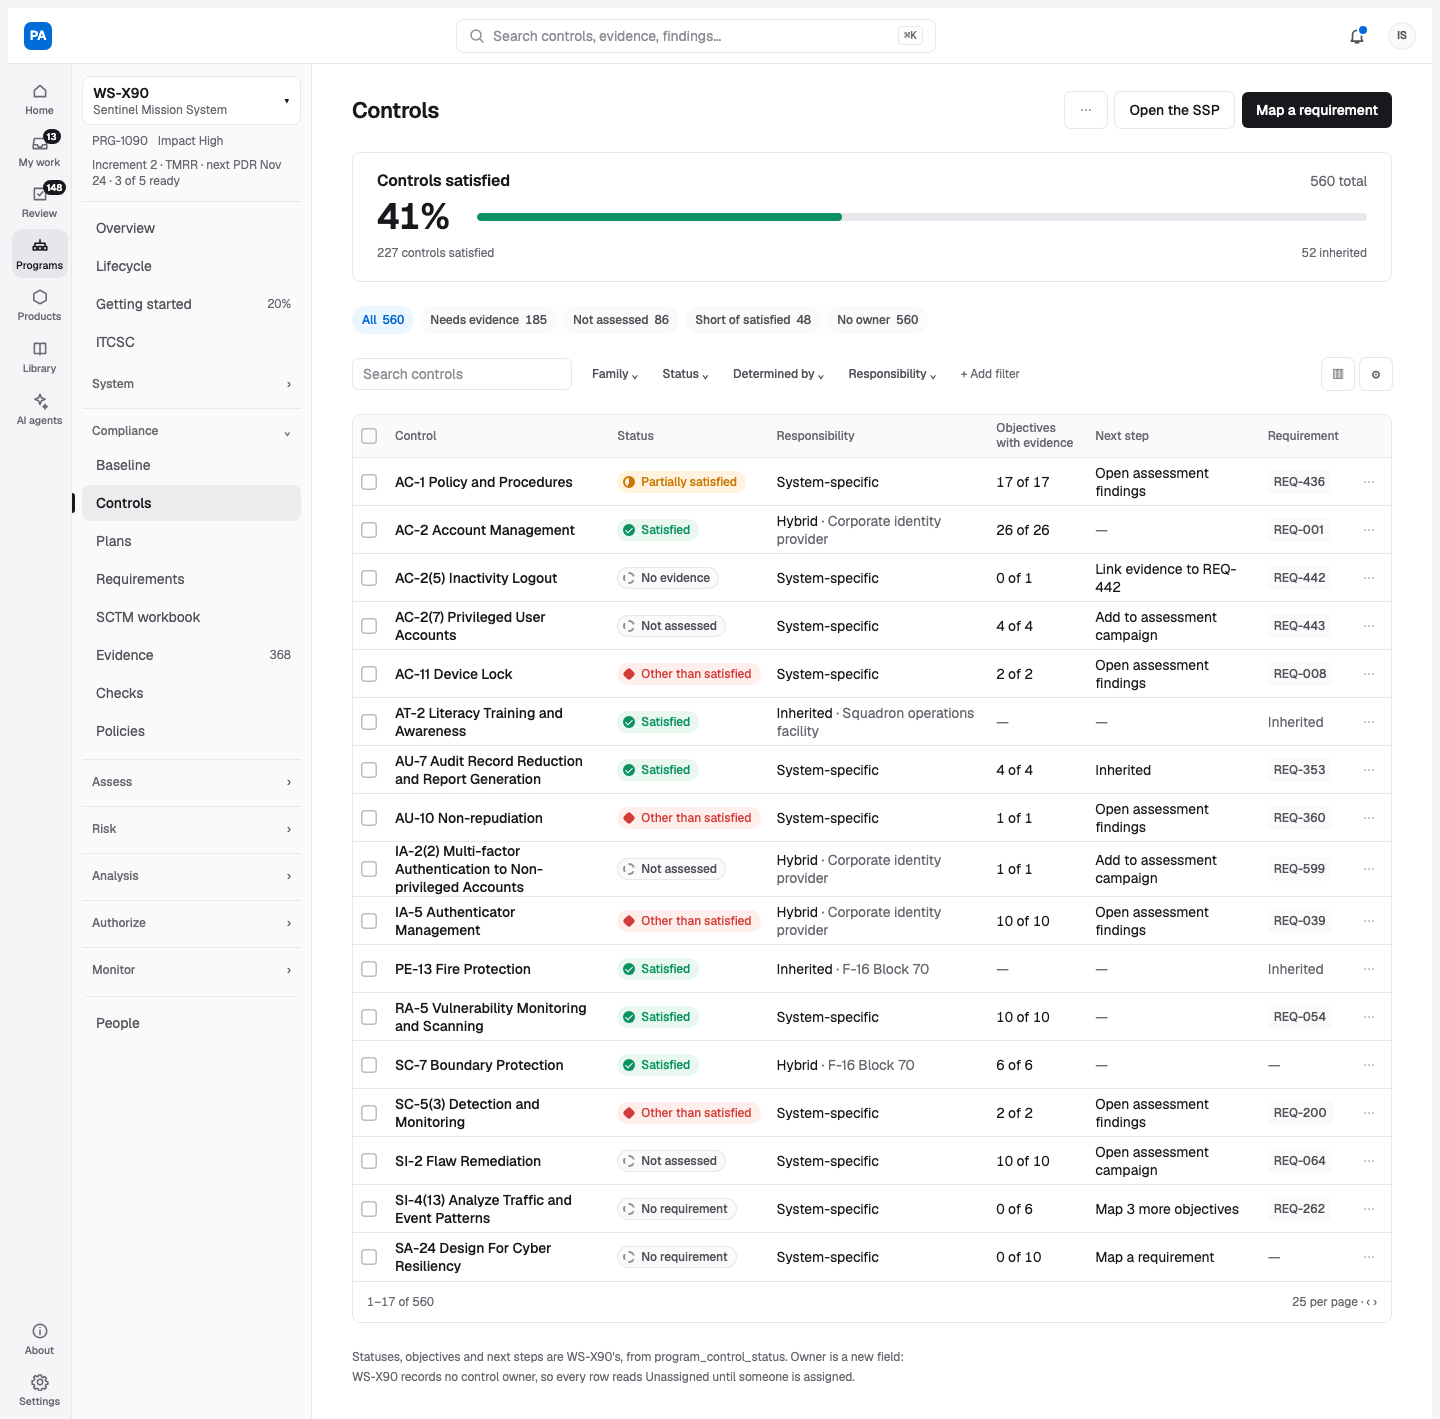 PA
Search controls, evidence, findings...
⌘K
IS
Home
13
My work
148
Review
Programs
Products
Library
AI agents
About
Settings
WS-X90
Sentinel Mission System
PRG-1090 Impact High
Increment 2 · TMRR · next PDR Nov
24 · 3 of 5 ready
Overview
Lifecycle
Getting started 20%
ITCSC
System
Compliance
Baseline
Controls
Plans
Requirements
SCTM workbook
Evidence 368
Checks
Policies
Assess
Risk
Analysis
Authorize
Monitor
People
Controls
Open the SSP
Map a requirement
Controls satisfied
560 total
41%
227 controls satisfied
52 inherited
All 560
Needs evidence 185
Not assessed 86
Short of satisfied 48
No owner 560
Search controls
Family
Status
Determined by
Responsibility
+ Add filter
Control Status Responsibility Objectives
with evidence Next step Requirement
AC-1 Policy and Procedures Partially satisfied System-specific 17 of 17 Open assessment
findings REQ-436
AC-2 Account Management Satisfied Hybrid · Corporate identity
provider 26 of 26 — REQ-001
AC-2(5) Inactivity Logout No evidence System-specific 0 of 1 Link evidence to REQ-
442 REQ-442
AC-2(7) Privileged User
Accounts Not assessed System-specific 4 of 4 Add to assessment
campaign REQ-443
AC-11 Device Lock Other than satisfied System-specific 2 of 2 Open assessment
findings REQ-008
AT-2 Literacy Training and
Awareness Satisfied Inherited · Squadron operations
facility — — Inherited
AU-7 Audit Record Reduction
and Report Generation Satisfied System-specific 4 of 4 Inherited REQ-353
AU-10 Non-repudiation Other than satisfied System-specific 1 of 1 Open assessment
findings REQ-360
IA-2(2) Multi-factor
Authentication to Non-
privileged Accounts Not assessed Hybrid · Corporate identity
provider 1 of 1 Add to assessment
campaign REQ-599
IA-5 Authenticator
Management Other than satisfied Hybrid · Corporate identity
provider 10 of 10 Open assessment
findings REQ-039
PE-13 Fire Protection Satisfied Inherited · F-16 Block 70 — — Inherited
RA-5 Vulnerability Monitoring
and Scanning Satisfied System-specific 10 of 10 — REQ-054
SC-7 Boundary Protection Satisfied Hybrid · F-16 Block 70 6 of 6 — —
SC-5(3) Detection and
Monitoring Other than satisfied System-specific 2 of 2 Open assessment
findings REQ-200
SI-2 Flaw Remediation Not assessed System-specific 10 of 10 Open assessment
campaign REQ-064
SI-4(13) Analyze Traffic and
Event Patterns No requirement System-specific 0 of 6 Map 3 more objectives REQ-262
SA-24 Design For Cyber
Resiliency No requirement System-specific 0 of 10 Map a requirement —
1–17 of 560
25 per page · ‹ ›
Statuses, objectives and next steps are WS-X90's, from program_control_status. Owner is a new field:
WS-X90 records no control owner, so every row reads Unassigned until someone is assigned.